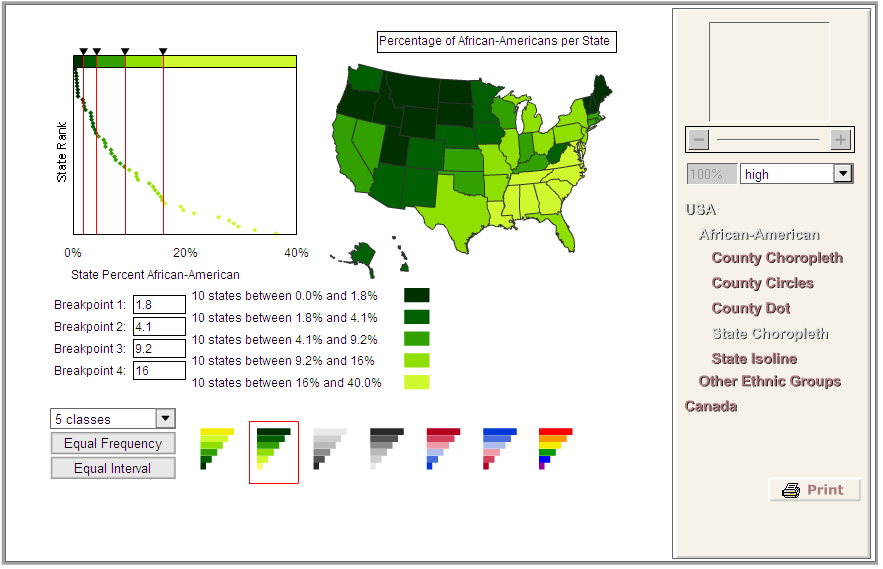 Percentage of African-Americans per State
State Rank
0%
20%
40%
State Percent African-American
Breakpoint 1: 1.8
Breakpoint 2: 4.1
Breakpoint 3: 9.2
Breakpoint 4: 16
10 states between 0.0% and 1.8%
10 states between 1.8% and 4.1%
10 states between 4.1% and 9.2%
10 states between 9.2% and 16%
10 states between 16% and 40.0%
5 classes
Equal Frequency
Equal Interval
100%
high
USA
African-American
County Choropleth
County Circles
County Dot
State Choropleth
State Isoline
Other Ethnic Groups
Canada
Print